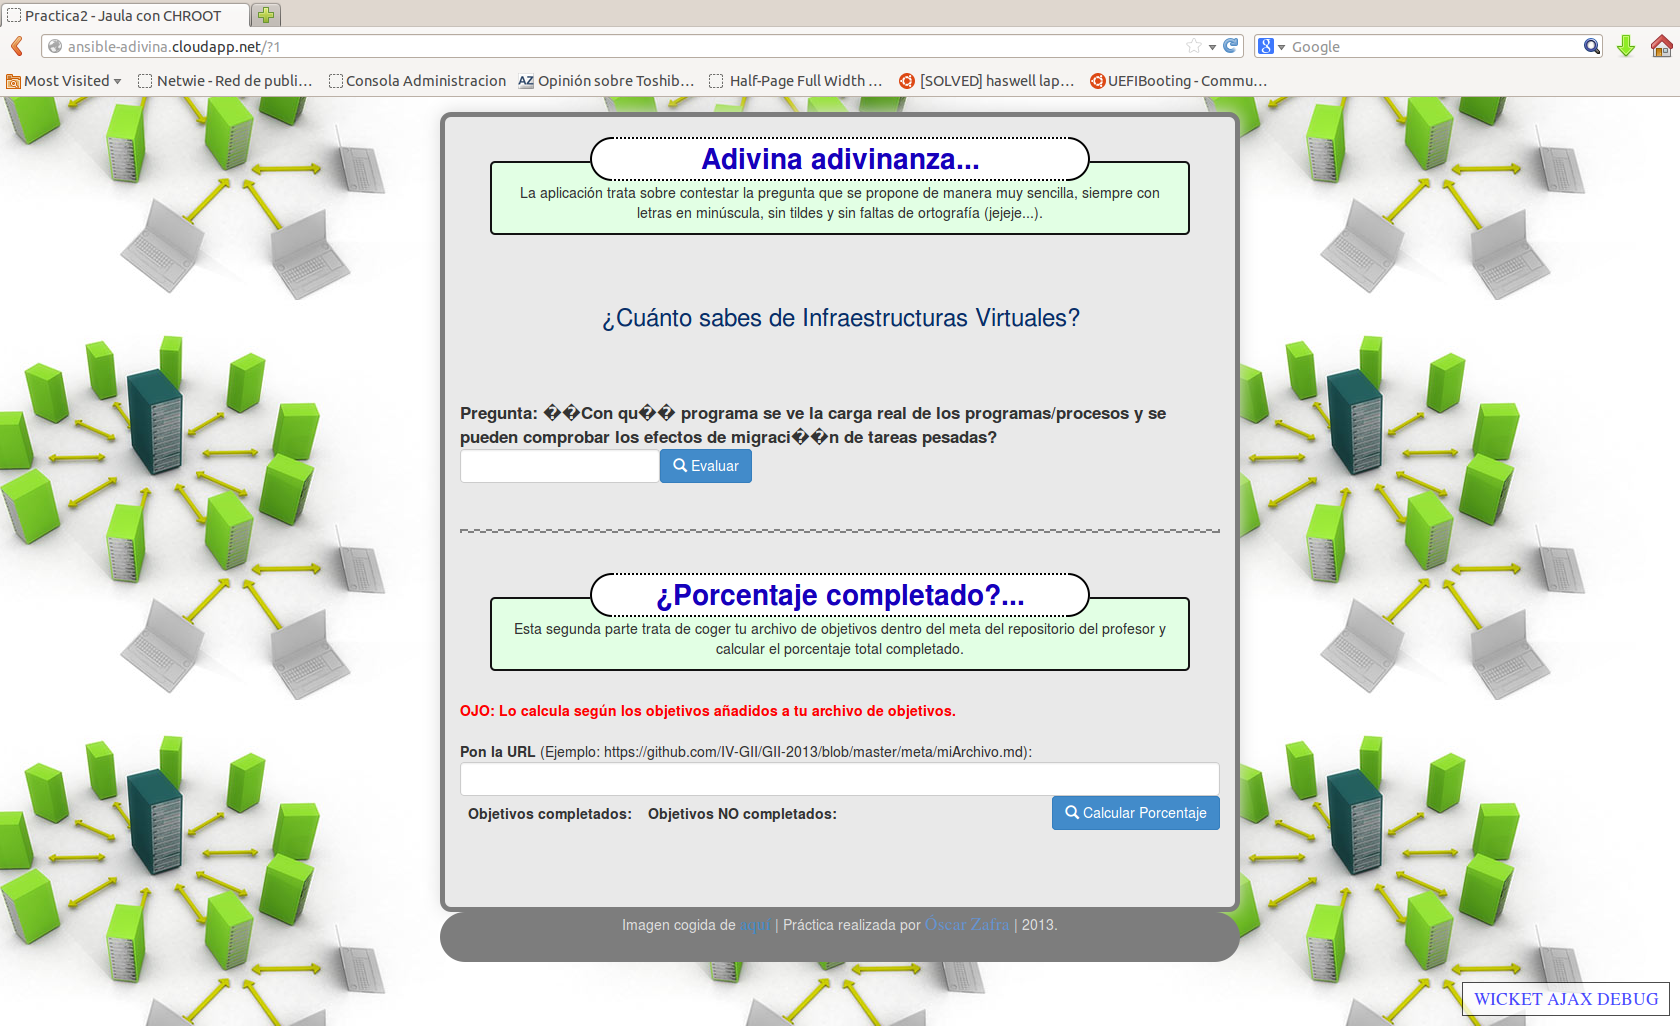 Practica2 - Jaula con CHROOT
ansible-adivina.cloudapp.net/?1
Google
Most Visited
Netwie - Red de publi...
Consola Administracion
AZ Opinión sobre Toshib...
Half-Page Full Width ...
[SOLVED] haswell lap...
UEFIBooting - Commu...
Adivina adivinanza...
La aplicación trata sobre contestar la pregunta que se propone de manera muy sencilla, siempre con
letras en minúscula, sin tildes y sin faltas de ortografía (jejeje...).
¿Cuánto sabes de Infraestructuras Virtuales?
Pregunta: ��Con qu�� programa se ve la carga real de los programas/procesos y se
pueden comprobar los efectos de migraci��n de tareas pesadas?
Evaluar
¿Porcentaje completado?...
Esta segunda parte trata de coger tu archivo de objetivos dentro del meta del repositorio del profesor y
calcular el porcentaje total completado.
OJO: Lo calcula según los objetivos añadidos a tu archivo de objetivos.
Pon la URL (Ejemplo: https://github.com/IV-GII/GII-2013/blob/master/meta/miArchivo.md):
Objetivos completados: Objetivos NO completados:
Calcular Porcentaje
Imagen cogida de aquí | Práctica realizada por Óscar Zafra | 2013.
WICKET AJAX DEBUG